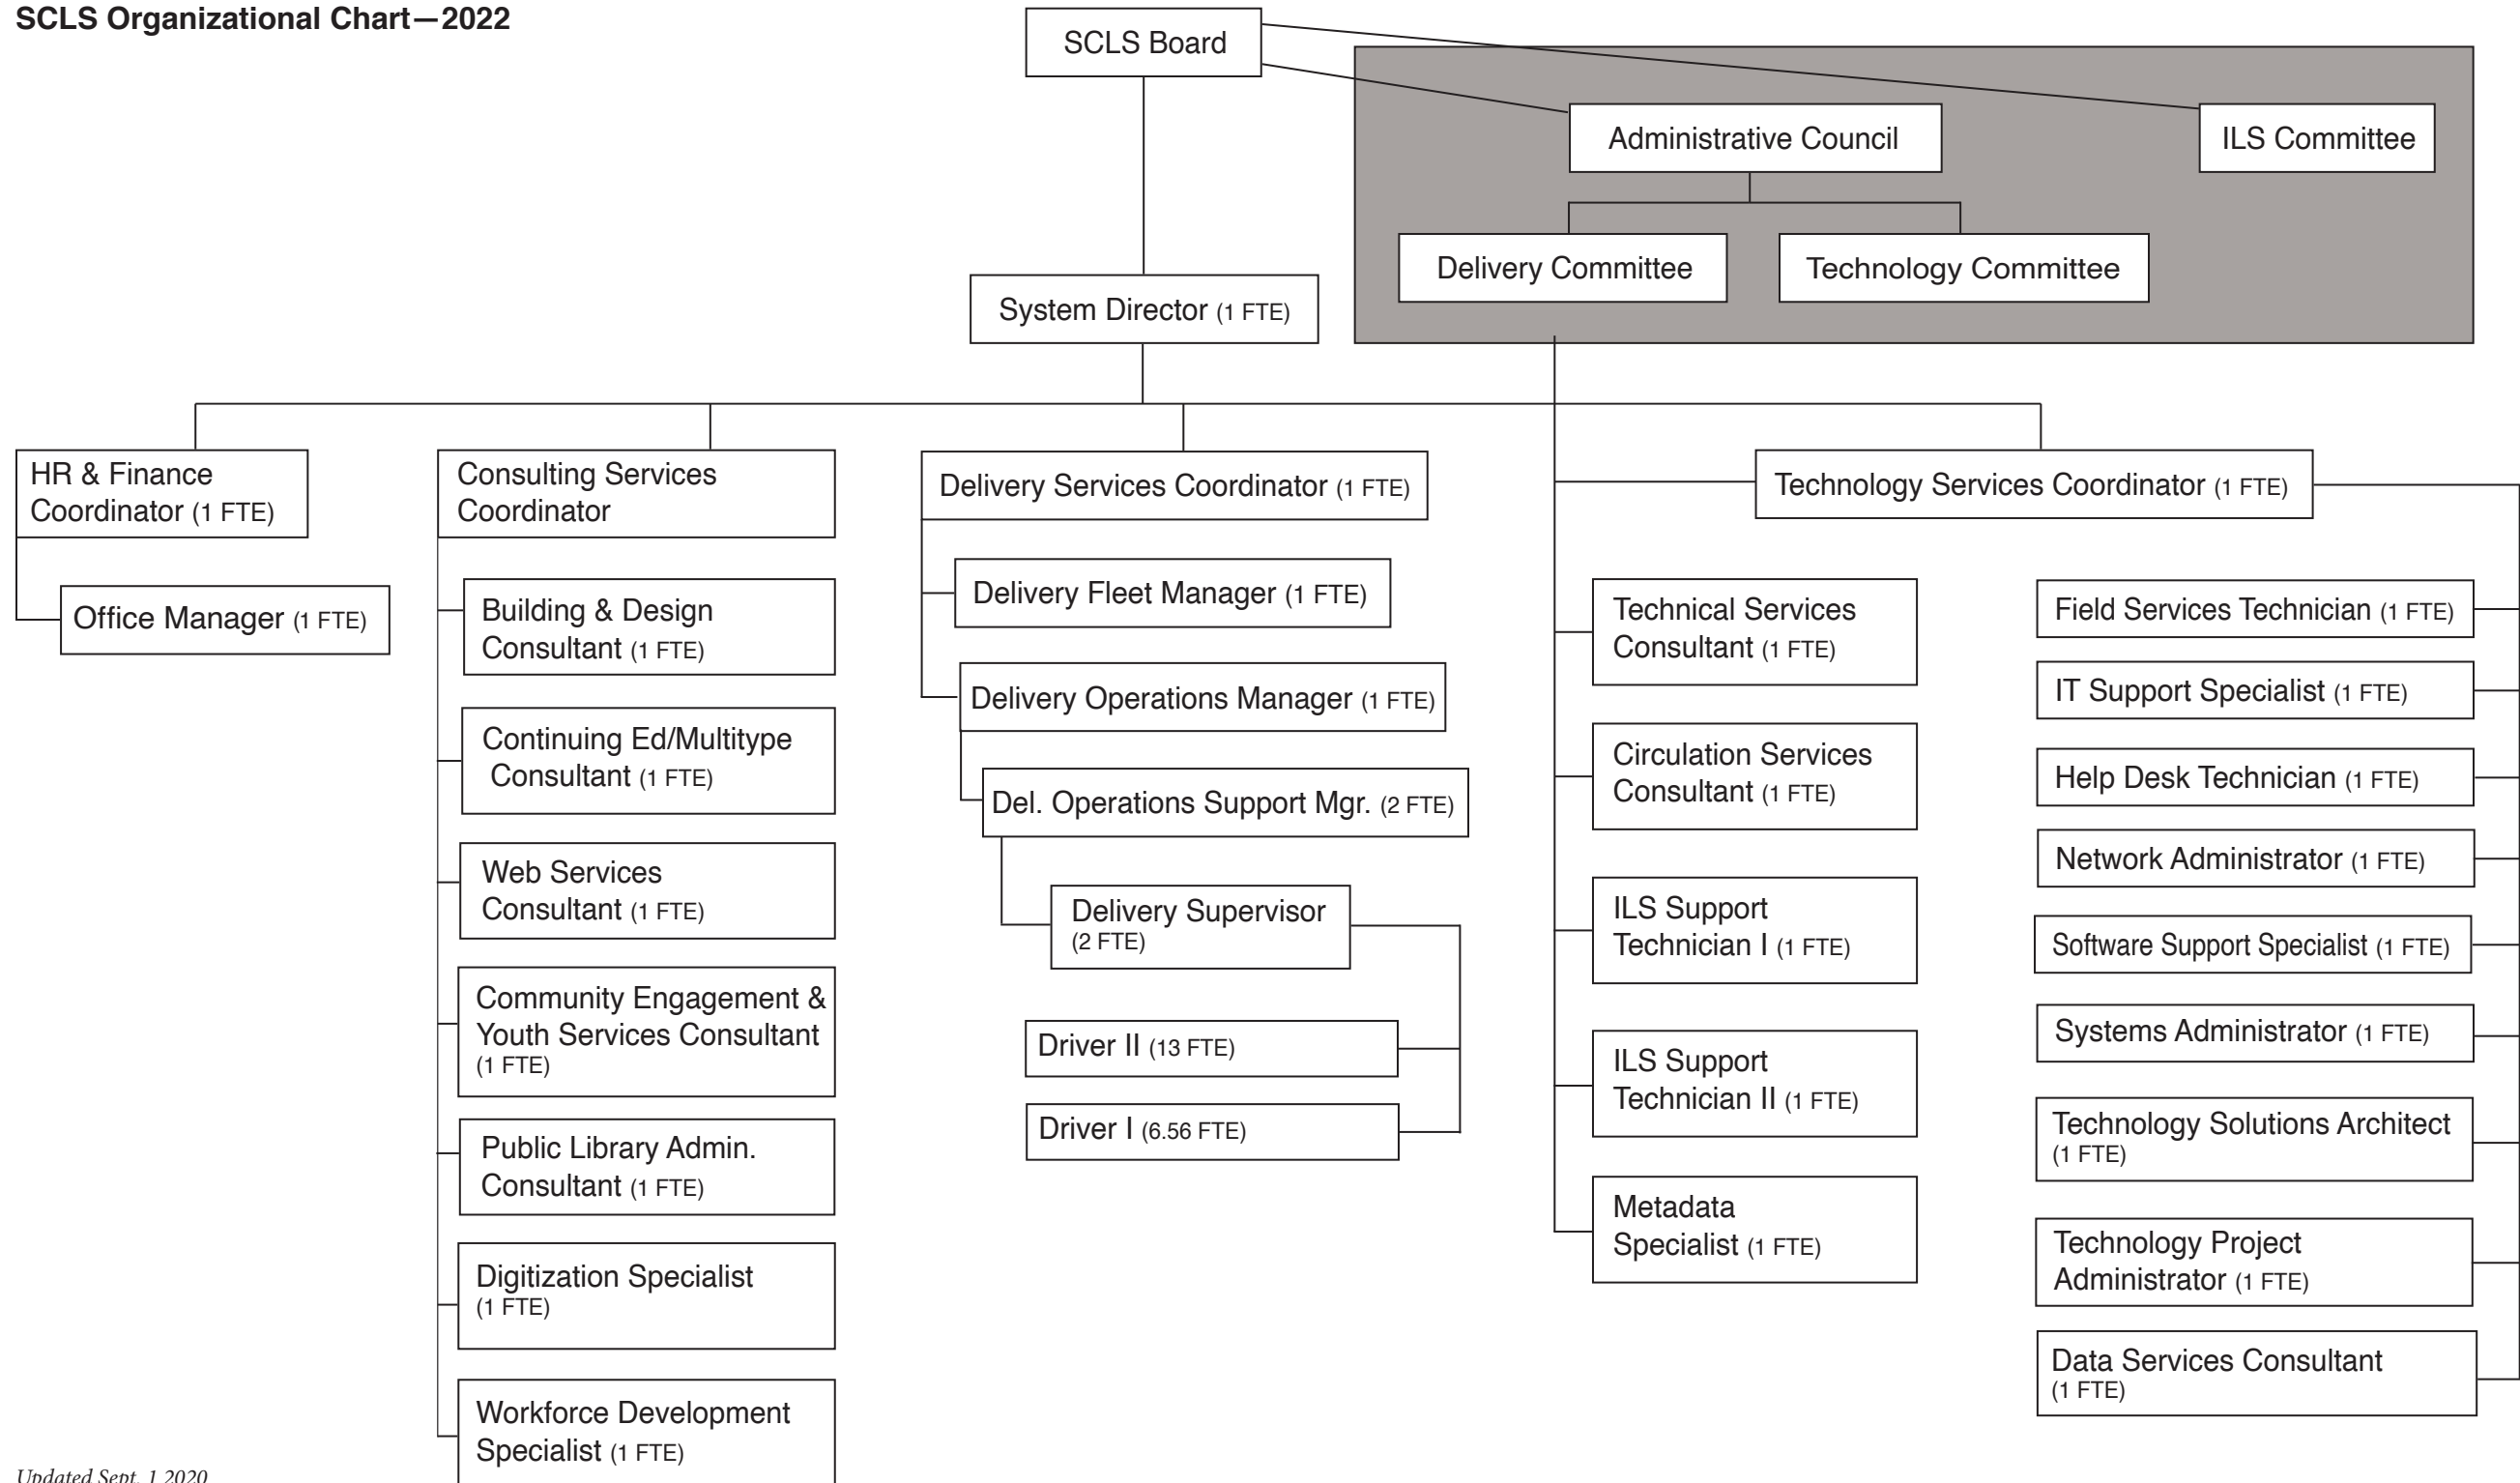 SCLS Organizational Chart—2022
SCLS Board
Administrative Council
ILS Committee
Delivery Committee
Technology Committee
System Director (1 FTE)
HR & Finance
Coordinator (1 FTE)
Office Manager (1 FTE)
Consulting Services
Coordinator
Building & Design
Consultant (1 FTE)
Continuing Ed/Multitype
Consultant (1 FTE)
Web Services
Consultant (1 FTE)
Community Engagement &
Youth Services Consultant
(1 FTE)
Public Library Admin.
Consultant (1 FTE)
Digitization Specialist
(1 FTE)
Workforce Development
Specialist (1 FTE)
Delivery Services Coordinator (1 FTE)
Delivery Fleet Manager (1 FTE)
Delivery Operations Manager (1 FTE)
Del. Operations Support Mgr. (2 FTE)
Delivery Supervisor
(2 FTE)
Driver II (13 FTE)
Driver I (6.56 FTE)
Technology Services Coordinator (1 FTE)
Technical Services
Consultant (1 FTE)
Circulation Services
Consultant (1 FTE)
ILS Support
Technician I (1 FTE)
ILS Support
Technician II (1 FTE)
Metadata
Specialist (1 FTE)
Field Services Technician (1 FTE)
IT Support Specialist (1 FTE)
Help Desk Technician (1 FTE)
Network Administrator (1 FTE)
Software Support Specialist (1 FTE)
Systems Administrator (1 FTE)
Technology Solutions Architect
(1 FTE)
Technology Project
Administrator (1 FTE)
Data Services Consultant
(1 FTE)
Updated Sept. 1 2020